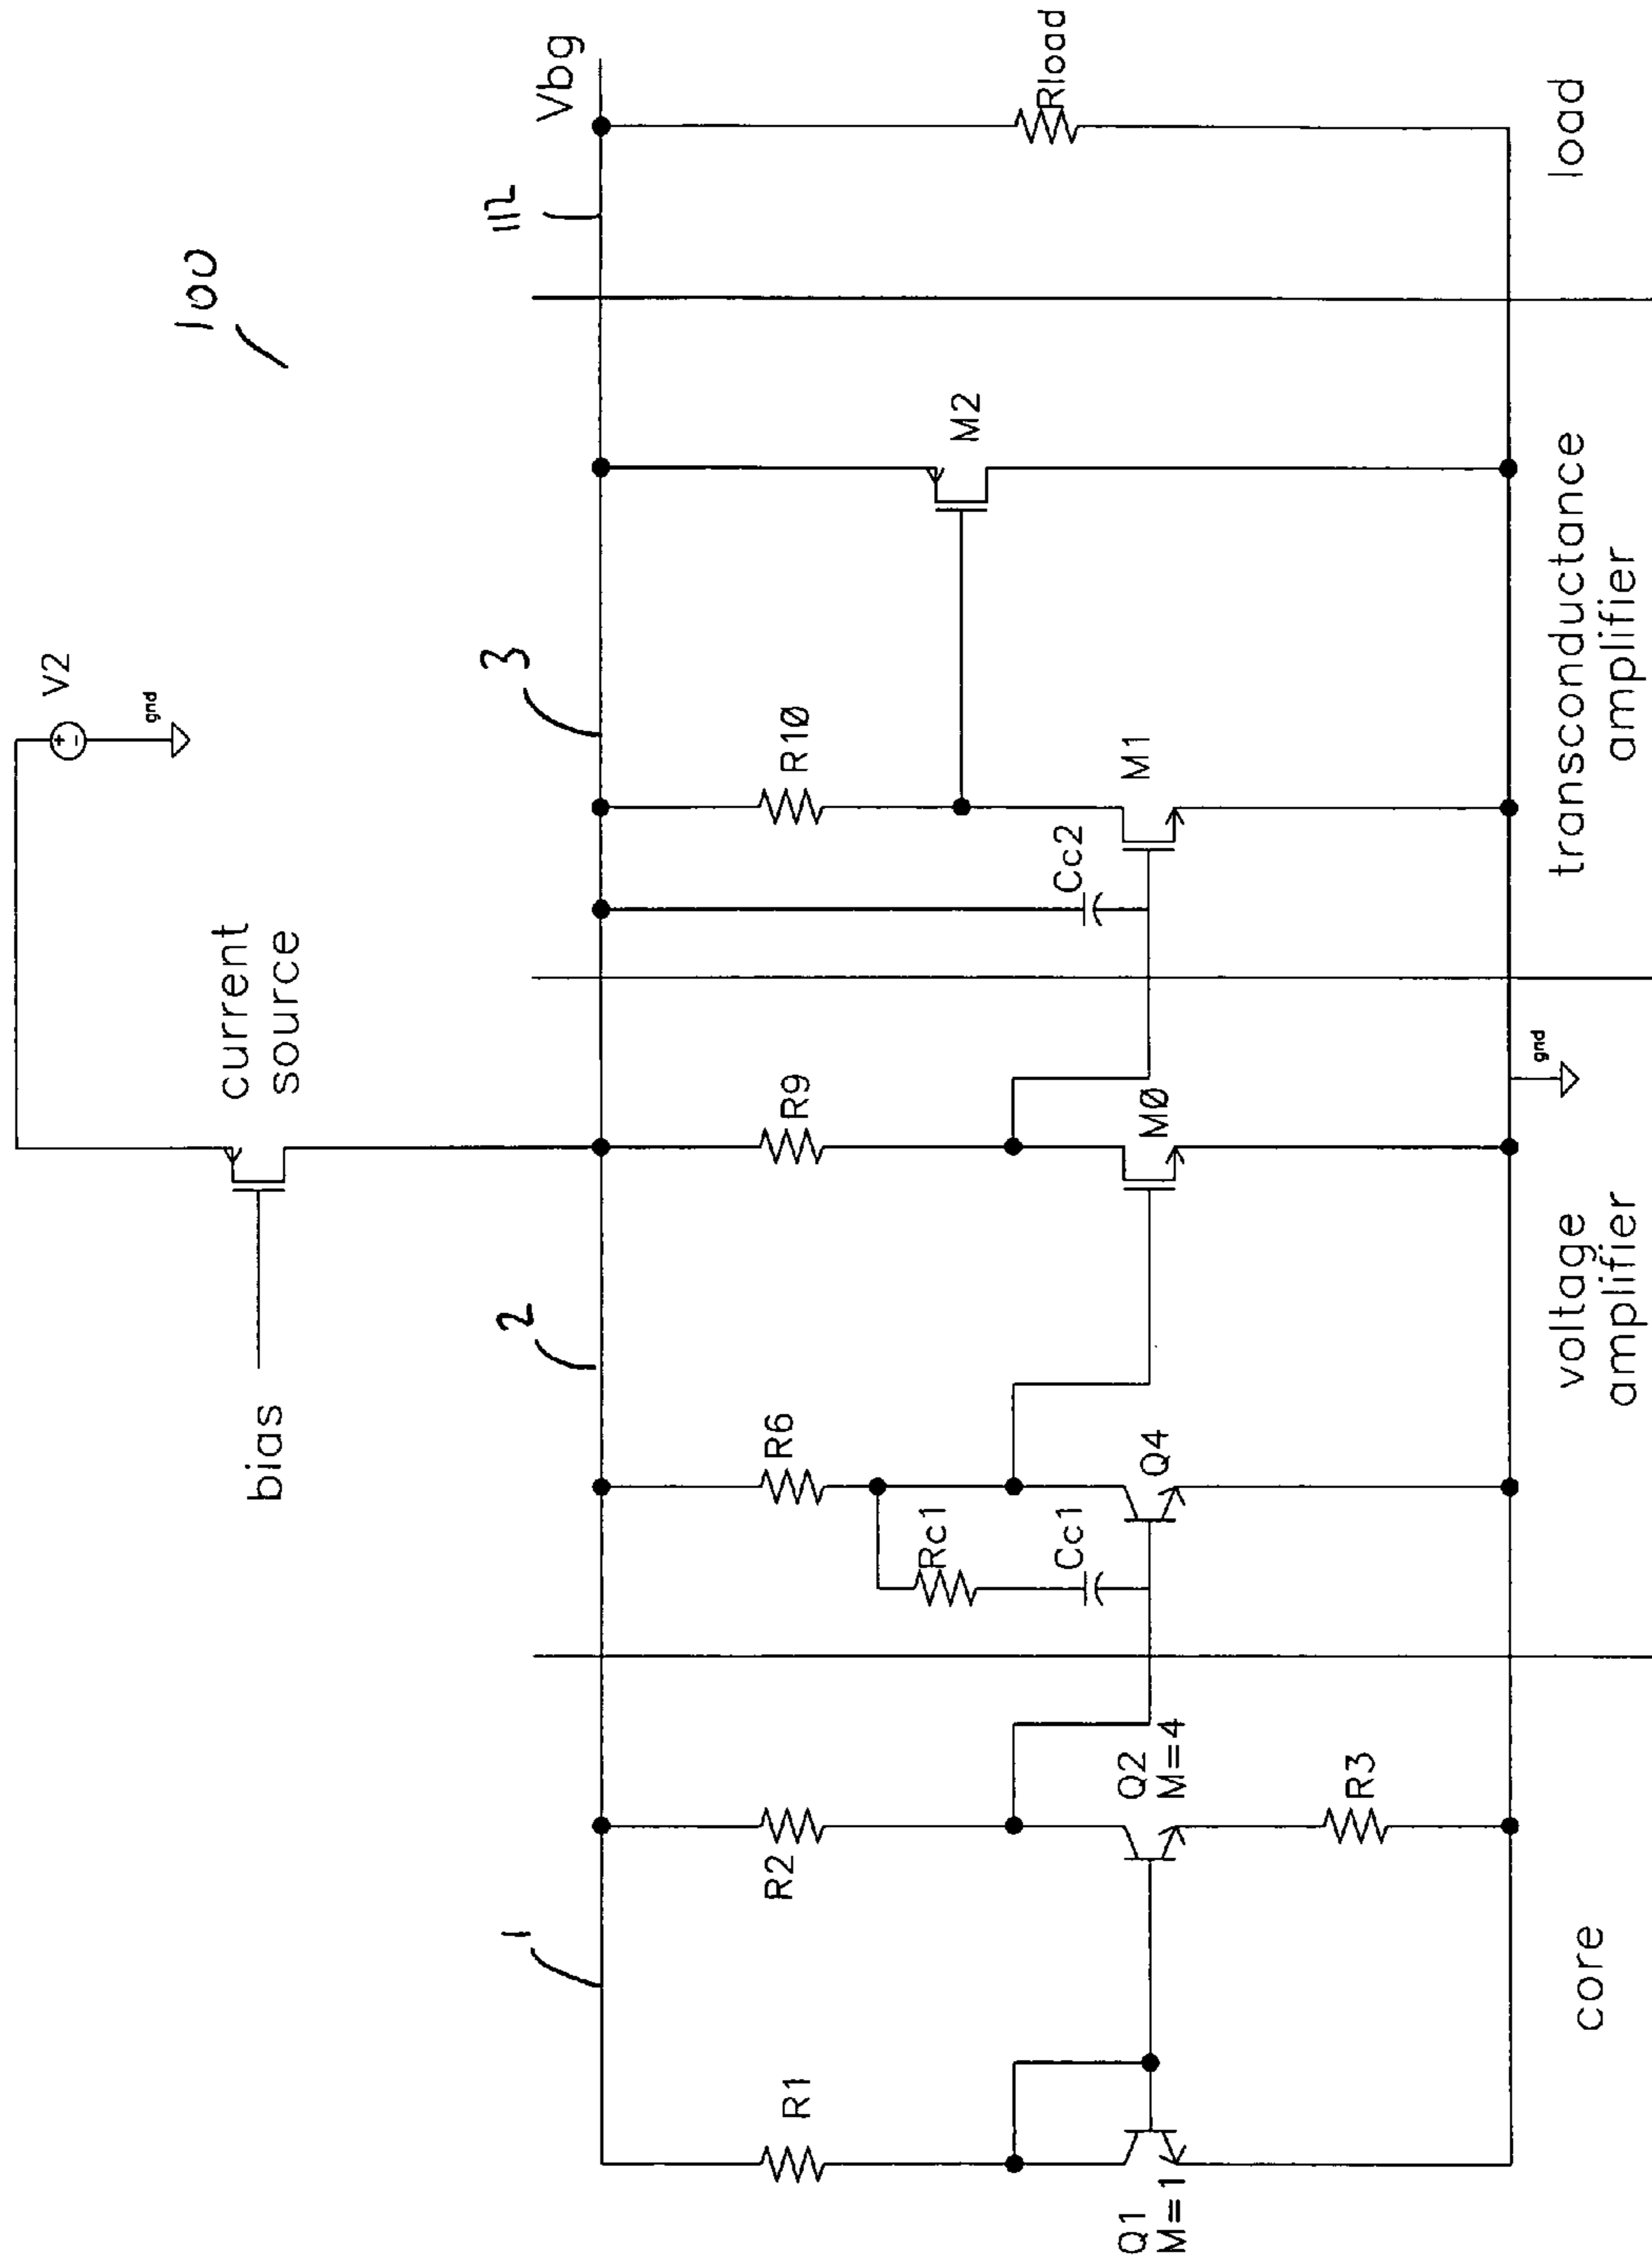 100
V2
gnd
current
source
bias
1
2
3
112
Vbg
R1
R2
R6
R9
R10
Rc1
Cc1
Cc2
M2
Rload
Q1
M=1
Q2
M=4
Q4
MØ
M1
R3
gnd
core
voltage
amplifier
transconductance
amplifier
load